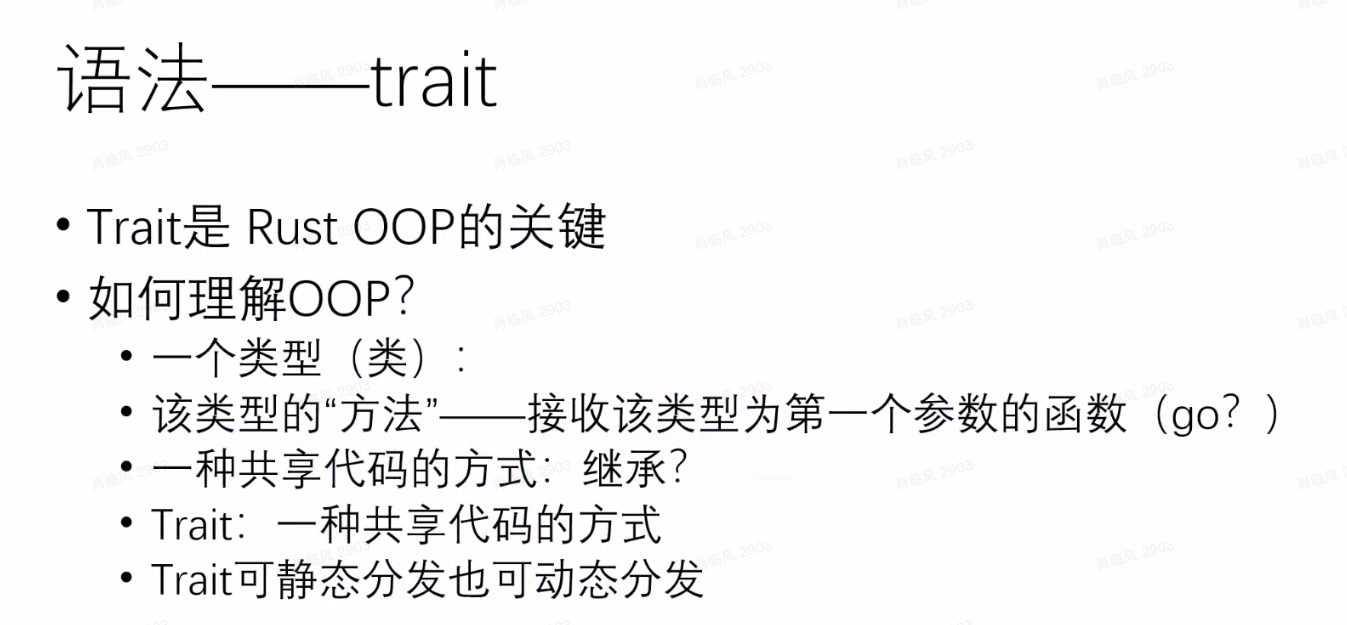 语法——trait
• Trait是 Rust OOP的关键
• 如何理解OOP?
• 一个类型（类）:
• 该类型的“方法”——接收该类型为第一个参数的函数（go? ）
• 一种共享代码的方式：继承?
• Trait：一种共享代码的方式
• Trait可静态分发也可动态分发
肖临风 2903